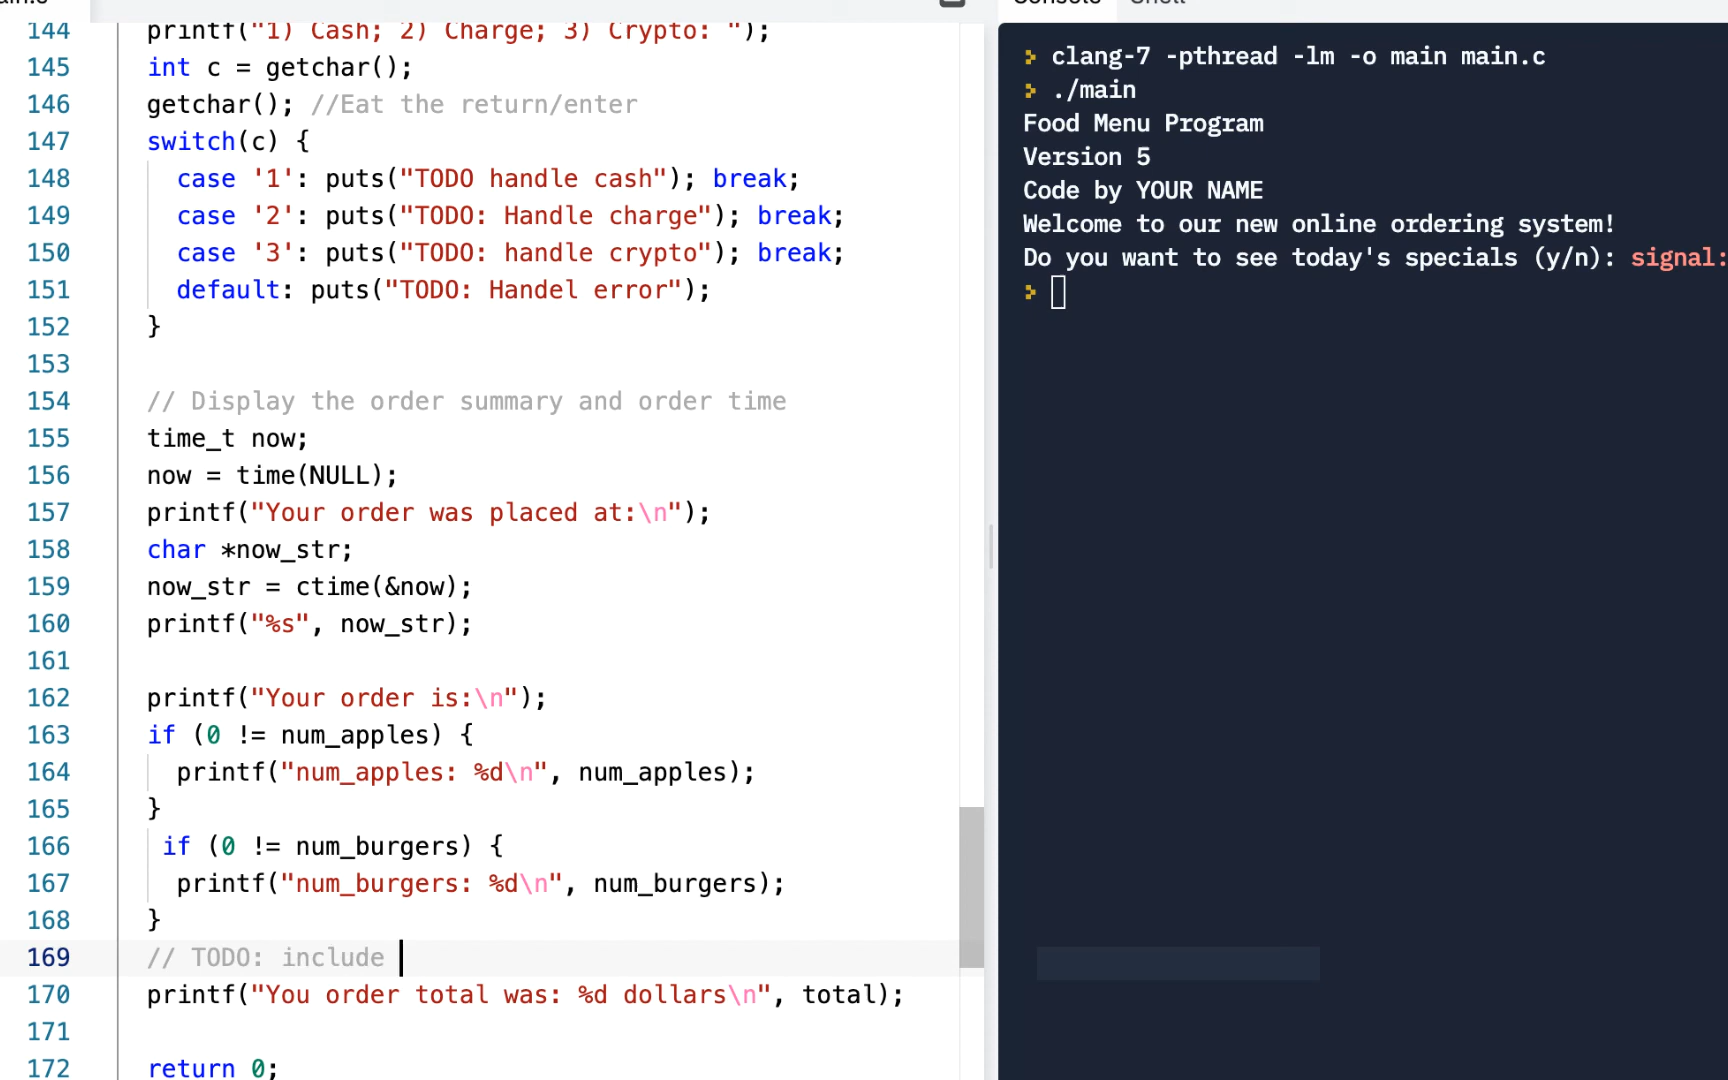 144 printf("1) Cash; 2) Charge; 3) Crypto: ");
145 int c = getchar();
146 getchar(); //Eat the return/enter
147 switch(c) {
148 case '1': puts("TODO handle cash"); break;
149 case '2': puts("TODO: Handle charge"); break;
150 case '3': puts("TODO: handle crypto"); break;
151 default: puts("TODO: Handel error");
152 }
153
154 // Display the order summary and order time
155 time_t now;
156 now = time(NULL);
157 printf("Your order was placed at:\n");
158 char *now_str;
159 now_str = ctime(&now);
160 printf("%s", now_str);
161
162 printf("Your order is:\n");
163 if (0 != num_apples) {
164 printf("num_apples: %d\n", num_apples);
165 }
166 if (0 != num_burgers) {
167 printf("num_burgers: %d\n", num_burgers);
168 }
169 // TODO: include
170 printf("You order total was: %d dollars\n", total);
171
172 return 0;
Console Shell
> clang-7 -pthread -lm -o main main.c
> ./main
Food Menu Program
Version 5
Code by YOUR NAME
Welcome to our new online ordering system!
Do you want to see today's specials (y/n): signal:
>